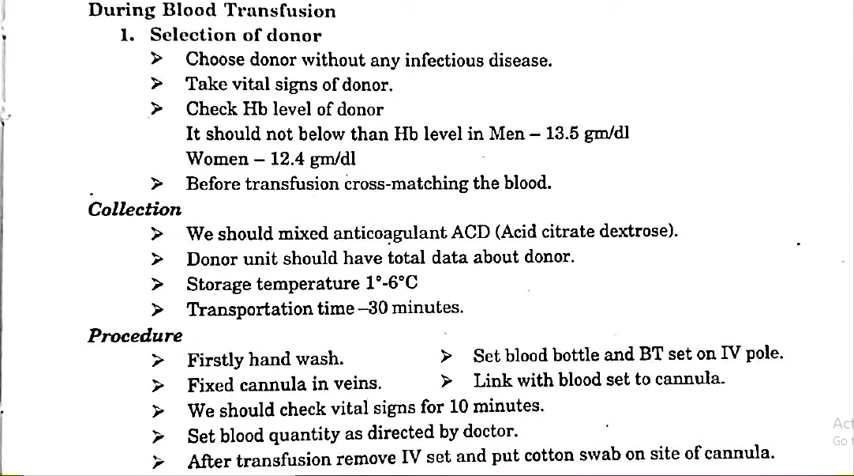 During Blood Transfusion
1. Selection of donor
➢ Choose donor without any infectious disease.
➢ Take vital signs of donor.
➢ Check Hb level of donor
It should not below than Hb level in Men – 13.5 gm/dl
Women – 12.4 gm/dl
➢ Before transfusion cross-matching the blood.
Collection
➢ We should mixed anticoagulant ACD (Acid citrate dextrose).
➢ Donor unit should have total data about donor.
➢ Storage temperature 1°-6°C
➢ Transportation time –30 minutes.
Procedure
➢ Firstly hand wash. ➢ Set blood bottle and BT set on IV pole.
➢ Fixed cannula in veins. ➢ Link with blood set to cannula.
➢ We should check vital signs for 10 minutes.
➢ Set blood quantity as directed by doctor.
➢ After transfusion remove IV set and put cotton swab on site of cannula.
Go